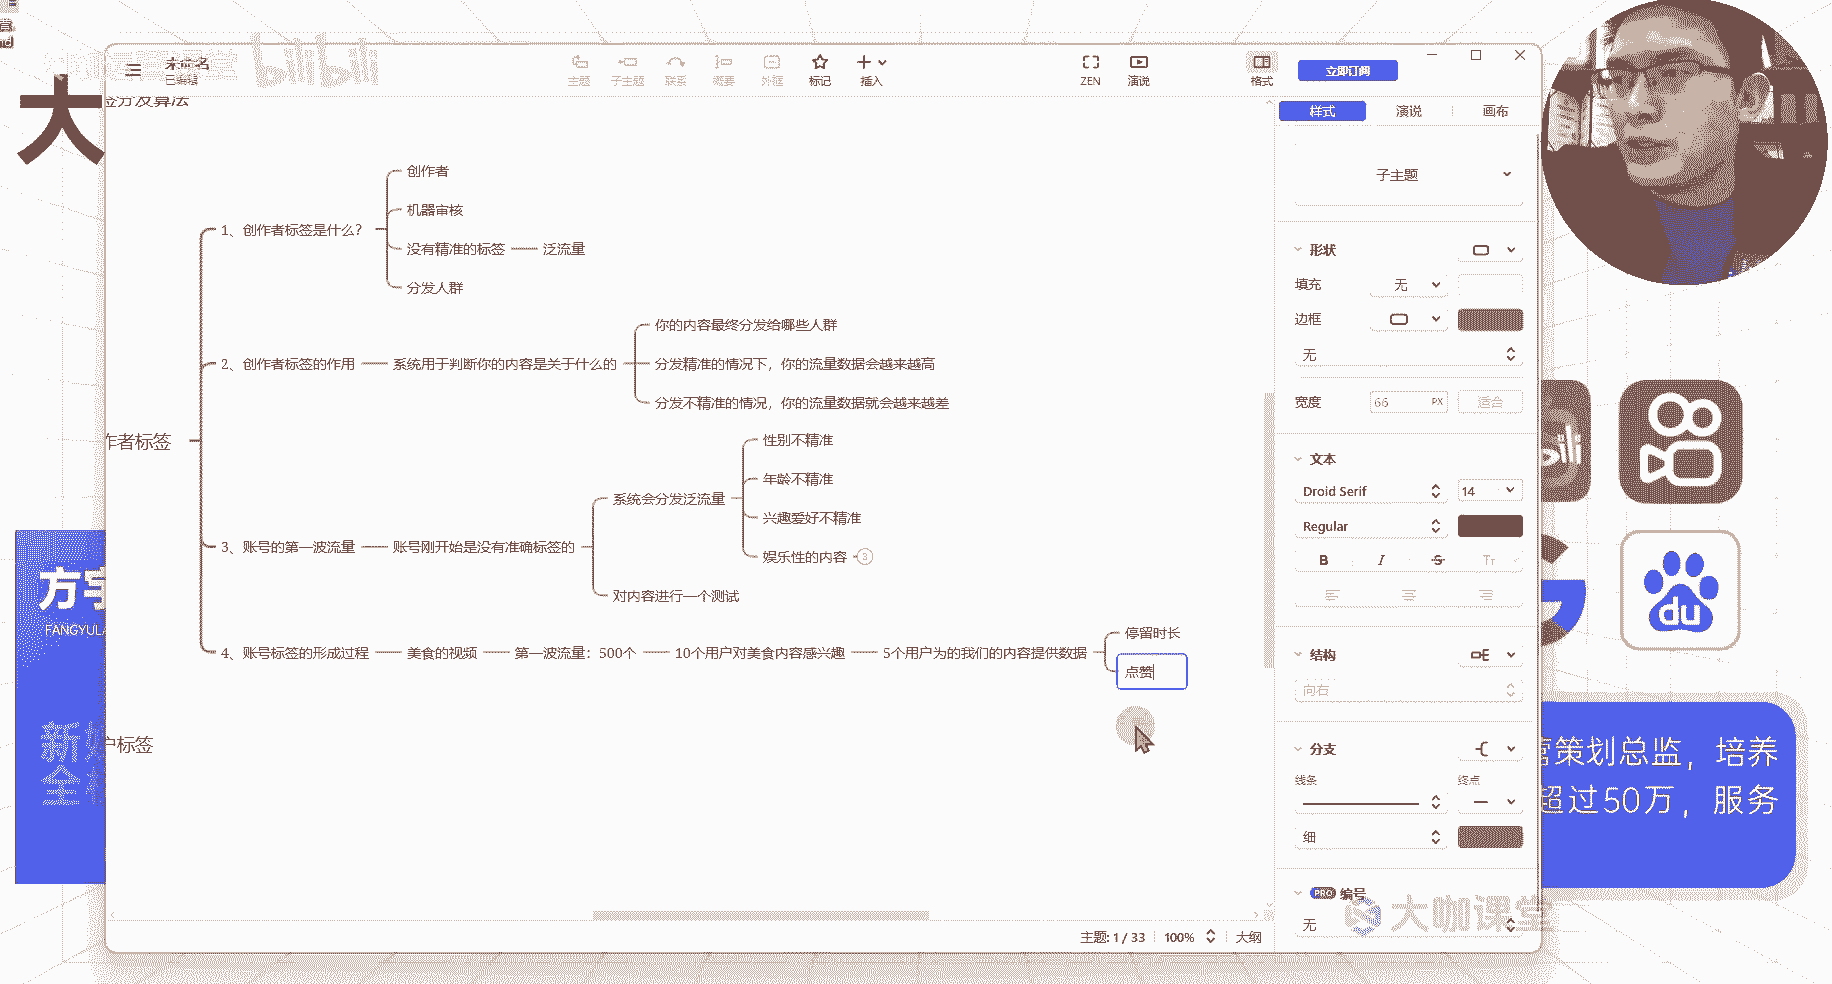 bilibili
大
未命名
已编辑
主题
子主题
联系
概要
外框
标记
插入
ZEN
演说
格式
立即订阅
签分发算法
样式
演说
画布
子主题
创作者
机器审核
1、创作者标签是什么?
没有精准的标签
泛流量
分发人群
你的内容最终分发给哪些人群
2、创作者标签的作用
系统用于判断你的内容是关于什么的
分发精准的情况下，你的流量数据会越来越高
分发不精准的情况，你的流量数据就会越来越差
作者标签
性别不精准
年龄不精准
系统会分发泛流量
兴趣爱好不精准
3、账号的第一波流量
账号刚开始是没有准确标签的
娱乐性的内容
3
对内容进行一个测试
停留时长
4、账号标签的形成过程
美食的视频
第一波流量：500个
10个用户对美食内容感兴趣
5个用户为的我们的内容提供数据
点赞
户标签
形状
填充
无
边框
无
宽度
66
PX
适合
文本
Droid Serif
14
Regular
B
I
S
Tт
结构
向右
分支
线条
终点
细
PRO
编号
无
主题: 1 / 33
100%
大纲
大咖课堂
方宇
FANGYULA
新媒
全
营策划总监，培养
超过50万，服务
bili
du